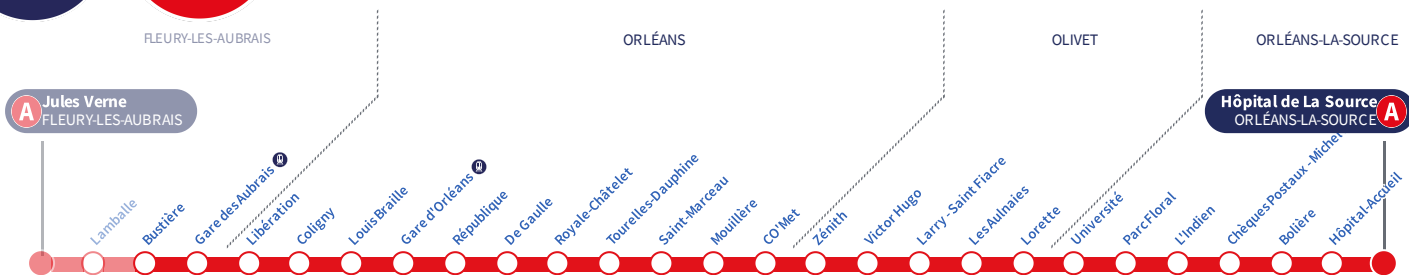 FLEURY-LES-AUBRAIS
ORLÉANS
OLIVET
ORLÉANS-LA-SOURCE
A
Jules Verne
FLEURY-LES-AUBRAIS
Hôpital de La Source
ORLÉANS-LA-SOURCE
A
Lamballe
Bustière
Gare des Aubrais
Libération
Coligny
Louis Braille
Gare d'Orléans
République
De Gaulle
Royale-Châtelet
Tourelles-Dauphine
Saint-Marceau
Mouillère
CO'Met
Zénith
Victor Hugo
Larry - Saint Fiacre
Les Aulnaies
Lorette
Université
Parc Floral
L'Indien
Chèques Postaux - Michel
Bolière
Hôpital-Accueil